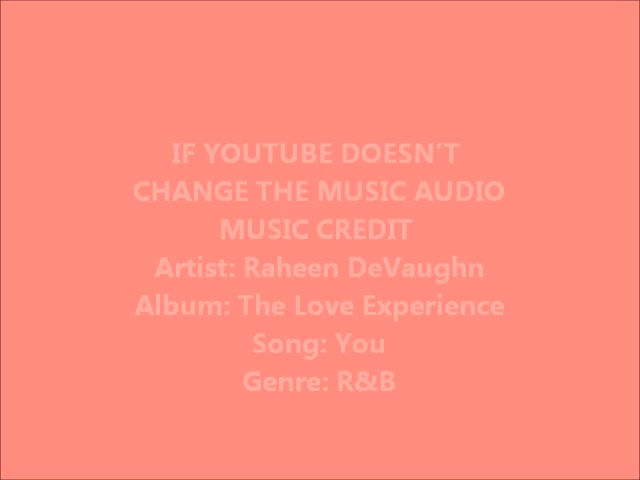 IF YOUTUBE DOESN'T
CHANGE THE MUSIC AUDIO
MUSIC CREDIT
Artist: Raheen DeVaughn
Album: The Love Experience
Song: You
Genre: R&B